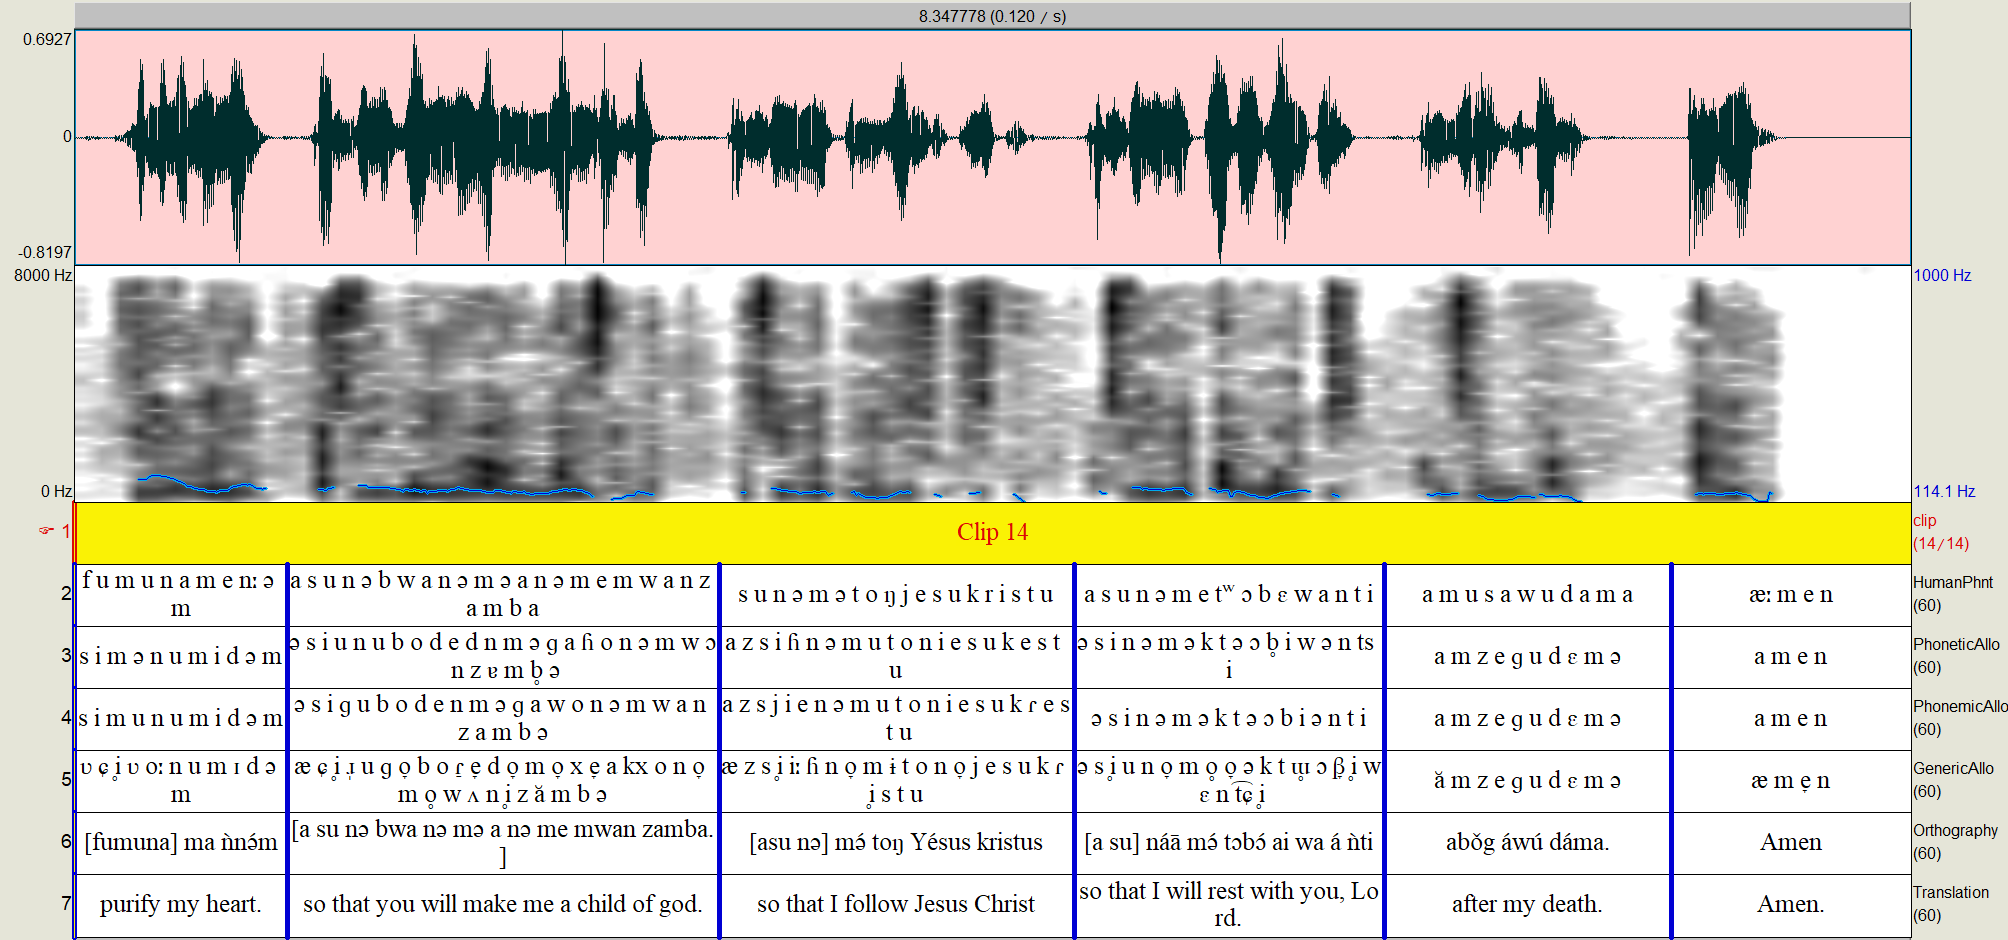 8.347778 (0.120 / s)
0.6927
0
-0.8197
8000 Hz
1000 Hz
0 Hz
114.1 Hz
☞ 1
Clip 14
clip
(14/14)
2
f u m u n a m e nː ə
m
a s u n ə b w a n ə m ə a n ə m e m w a n z
a m b a
s u n ə m ə t o ŋ j e s u k r i s t u
a s u n ə m e tʷ ɔ b ɛ w a n t i
a m u s a w u d a m a
æː m e n
HumanPhnt
(60)
3
s i m ə n u m i d ə m
ə s i u n u b o d e d n m ə ɡ a ɦ o n ə m w ɔ
n z ɐ m b̥ ə
a z s i ɦ n ə m u t o n i e s u k e s t
u
ə s i n ə m ə k t ə ɔ b̥ i w ə n ts
i
a m z e ɡ u d ɛ m ə
a m e n
PhoneticAllo
(60)
4
s i m u n u m i d ə m
ə s i ɡ u b o d e n m ə ɡ a w o n ə m w a n
z a m b ə
a z s j i e n ə m u t o n i e s u k ɾ e s
t u
ə s i n ə m ə k t ə ɔ b i ə n t i
a m z e ɡ u d ɛ m ə
a m e n
PhonemicAllo
(60)
5
ʋ ɕ̞ i̥ ʋ oː n u m ɪ d ə
m
æ ɕ̞ i̥ ɹ̩ u ɡ o̞ b o ɾ̠ e̞ d o̞ m o̞ x e̞ a kx o n o̞
m o̥ w ʌ n i̥ z ă m b ə
æ z s i̥ iː ɦ n o̞ m ɨ t o n o̞ j e s u k ɾ
i̥ s t u
ə s i̥ u n o̞ m o̥ o̞ ə̥ k t ɯ̥ ɔ β̞ i̥ w
ɛ n t͡ɕ̞ i̥
ă m z e ɡ u d ɛ m ə
æ m e̞ n
GenericAllo
(60)
6
[fumuna] ma ǹnə́m
[a su nə bwa nə mə a nə me mwan zamba.
]
[asu nə] mə́ toŋ Yésus kristus
[a su] náā mə́ tɔbɔ́ ai wa á ǹti
abǒg áwú dáma.
Amen
Orthography
(60)
7
purify my heart.
so that you will make me a child of god.
so that I follow Jesus Christ
so that I will rest with you, Lo
rd.
after my death.
Amen.
Translation
(60)